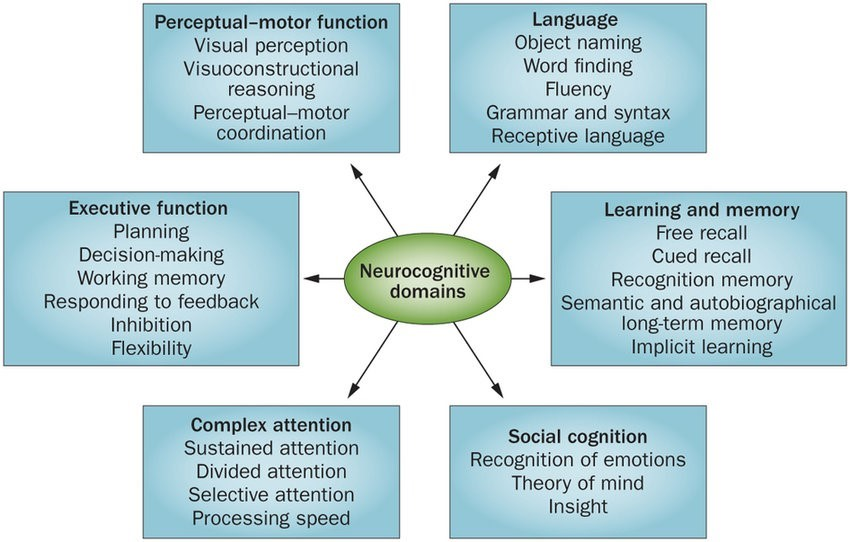 Perceptual–motor function
Visual perception
Visuoconstructional
reasoning
Perceptual–motor
coordination
Language
Object naming
Word finding
Fluency
Grammar and syntax
Receptive language
Executive function
Planning
Decision-making
Working memory
Responding to feedback
Inhibition
Flexibility
Neurocognitive
domains
Learning and memory
Free recall
Cued recall
Recognition memory
Semantic and autobiographical
long-term memory
Implicit learning
Complex attention
Sustained attention
Divided attention
Selective attention
Processing speed
Social cognition
Recognition of emotions
Theory of mind
Insight